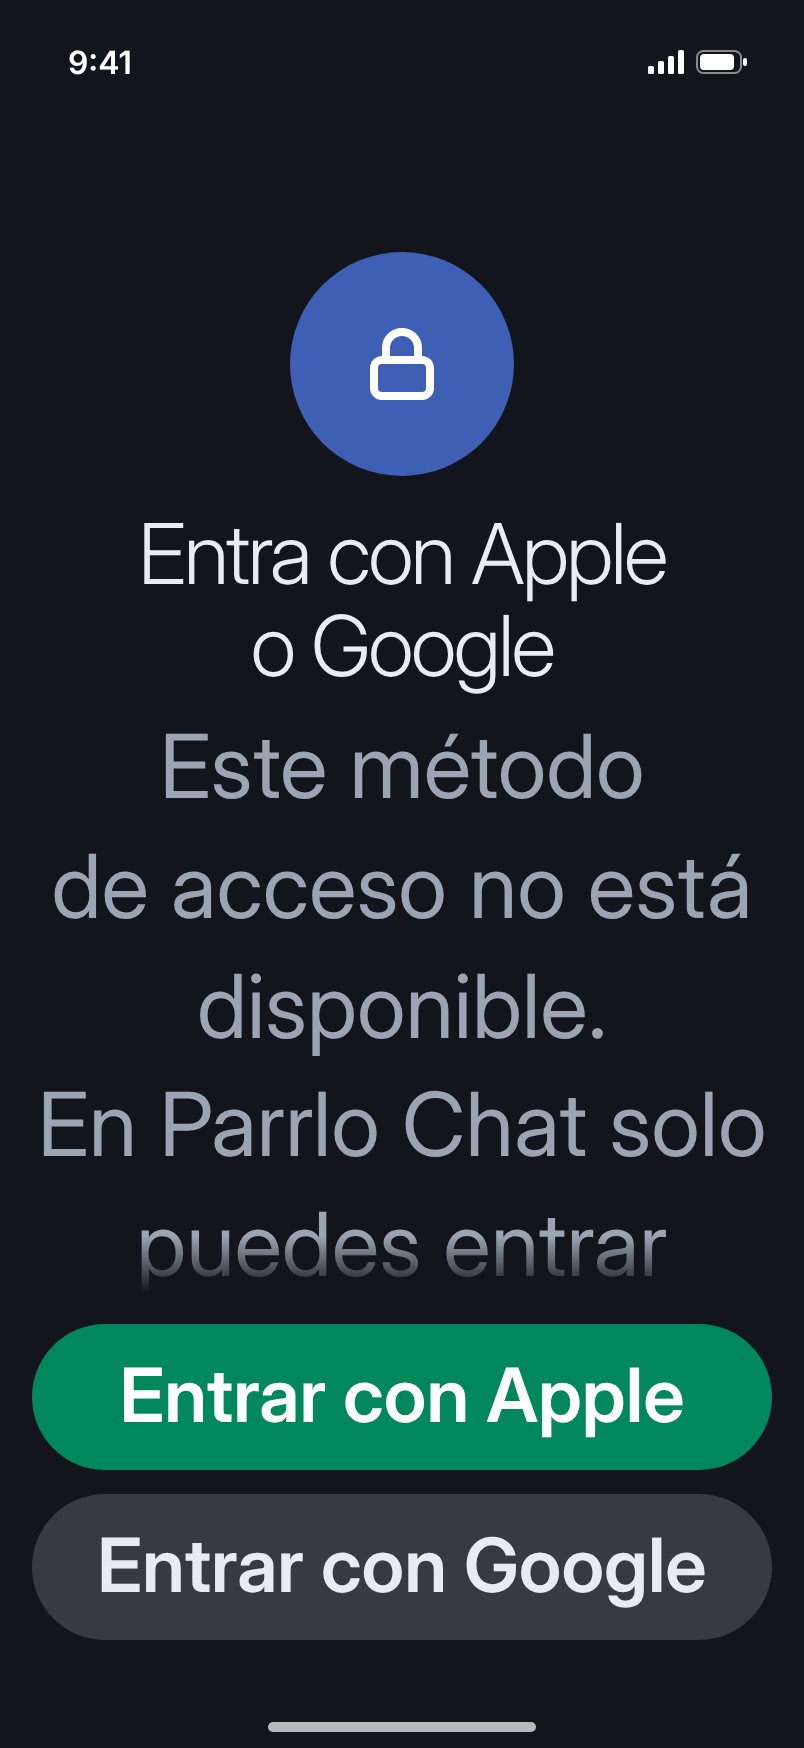 9:41
Entra con Apple
o Google
Este método
de acceso no está
disponible.
En Parrlo Chat solo
puedes entrar
Entrar con Apple
Entrar con Google